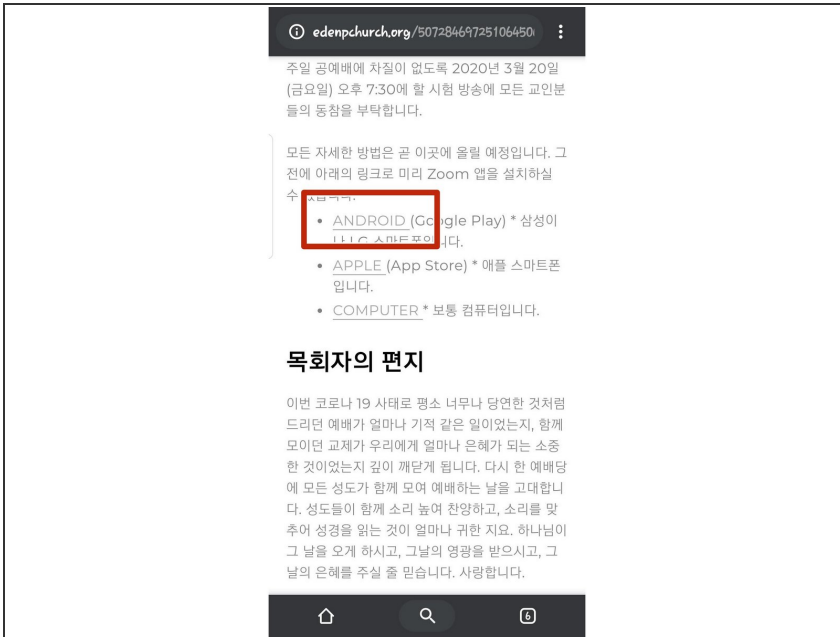 edenpchurch.org/50728469725106450
주일 공예배에 차질이 없도록 2020년 3월 20일
(금요일) 오후 7:30에 할 시험 방송에 모든 교인분
들의 동참을 부탁합니다.
모든 자세한 방법은 곧 이곳에 올릴 예정입니다. 그
전에 아래의 링크로 미리 Zoom 앱을 설치하실
수
• ANDROID (Google Play) * 삼성이
나 LG 스마트폰입니다.
• APPLE (App Store) * 애플 스마트폰
입니다.
• COMPUTER * 보통 컴퓨터입니다.
목회자의 편지
이번 코로나 19 사태로 평소 너무나 당연한 것처럼
드리던 예배가 얼마나 기적 같은 일이었는지, 함께
모이던 교제가 우리에게 얼마나 은혜가 되는 소중
한 것이었는지 깊이 깨닫게 됩니다. 다시 한 예배당
에 모든 성도가 함께 모여 예배하는 날을 고대합니
다. 성도들이 함께 소리 높여 찬양하고, 소리를 맞
추어 성경을 읽는 것이 얼마나 귀한 지요. 하나님이
그 날을 오게 하시고, 그날의 영광을 받으시고, 그
날의 은혜를 주실 줄 믿습니다. 사랑합니다.
6